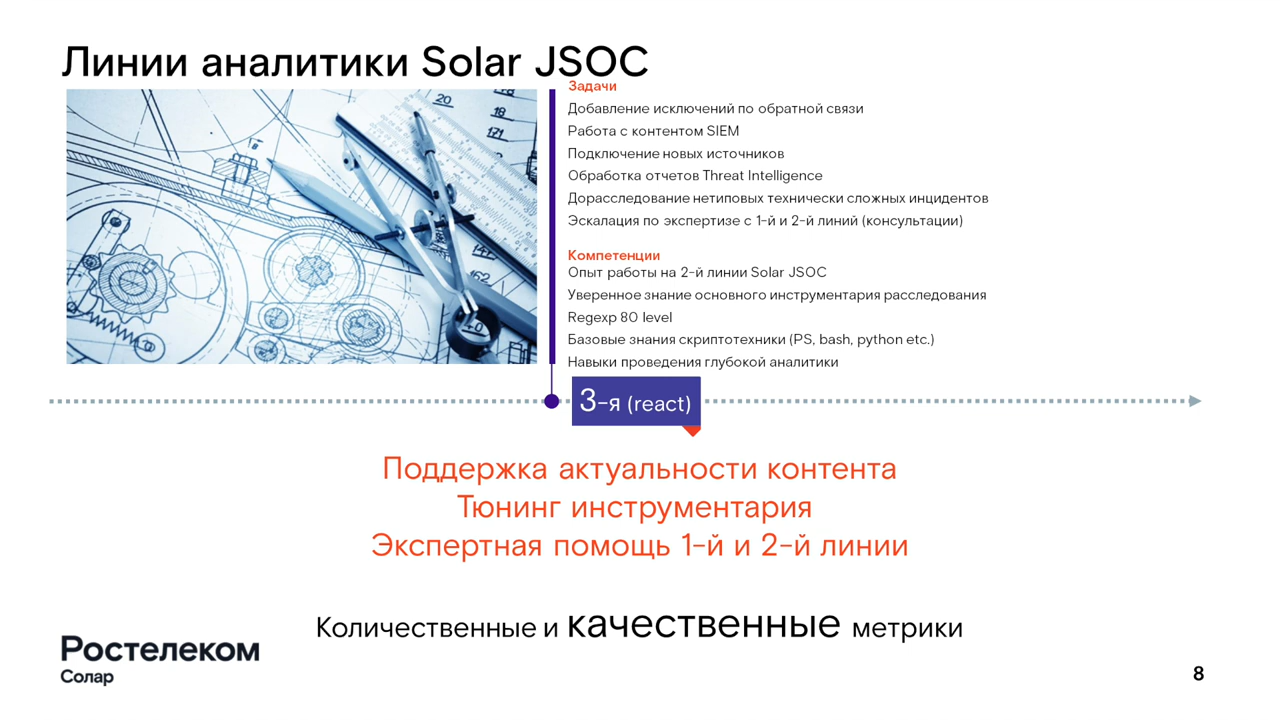 Линии аналитики Solar JSOC
Задачи
Добавление исключений по обратной связи
Работа с контентом SIEM
Подключение новых источников
Обработка отчетов Threat Intelligence
Дорасследование нетиповых технически сложных инцидентов
Эскалация по экспертизе с 1-й и 2-й линий (консультации)
Компетенции
Опыт работы на 2-й линии Solar JSOC
Уверенное знание основного инструментария расследования
Regexp 80 level
Базовые знания скриптотехники (PS, bash, python etc.)
Навыки проведения глубокой аналитики
20
18
171
162
3-я (react)
Поддержка актуальности контента
Тюнинг инструментария
Экспертная помощь 1-й и 2-й линии
Количественные и качественные метрики
Ростелеком
Солар
8